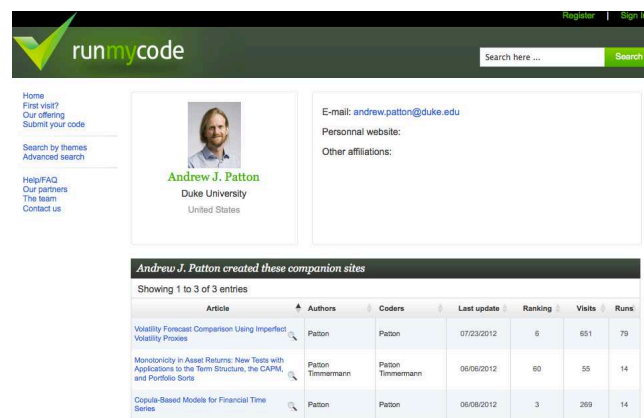 Register | Sign I
runmycode
Search here ...
Search
Home
First visit?
Our offering
Submit your code
Search by themes
Advanced search
Help/FAQ
Our partners
The team
Contact us
Andrew J. Patton
Duke University
United States
E-mail: andrew.patton@duke.edu
Personnal website:
Other affiliations:
Andrew J. Patton created these companion sites
Showing 1 to 3 of 3 entries
Article Authors Coders Last update Ranking Visits Runs
Volatility Forecast Comparison Using Imperfect
Volatility Proxies
Patton Patton 07/23/2012 6 651 79
Monotonicity in Asset Returns: New Tests with
Applications to the Term Structure, the CAPM,
and Portfolio Sorts
Patton
Timmermann
Patton
Timmermann
06/06/2012 60 55 14
Copula-Based Models for Financial Time
Series
Patton Patton 06/08/2012 3 269 14